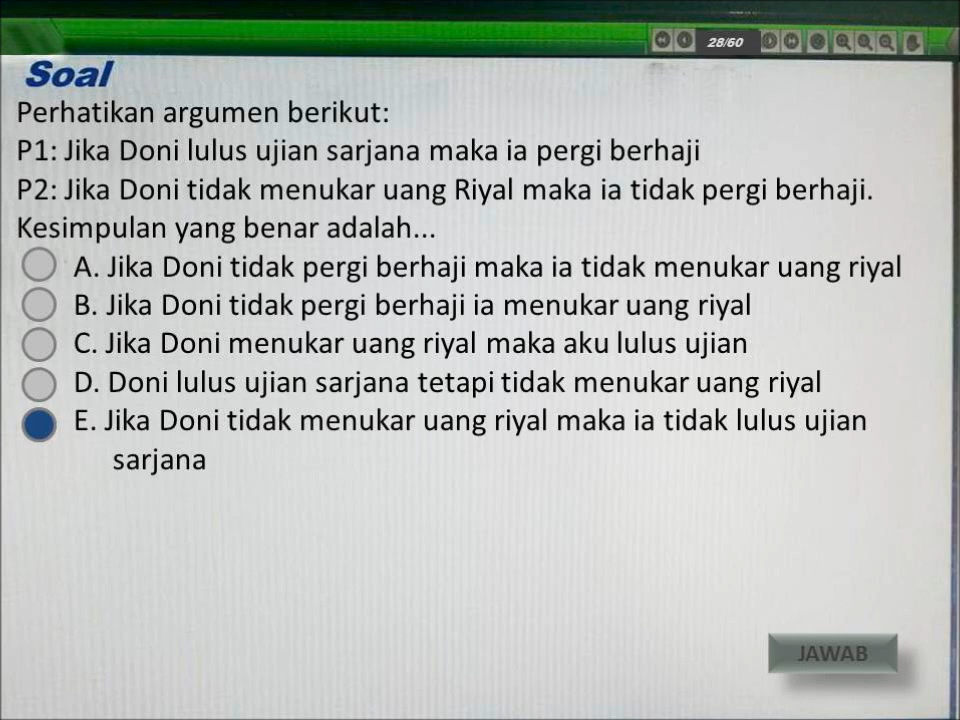 28/60
Soal
Perhatikan argumen berikut:
P1: Jika Doni lulus ujian sarjana maka ia pergi berhaji
P2: Jika Doni tidak menukar uang Riyal maka ia tidak pergi berhaji.
Kesimpulan yang benar adalah...
A. Jika Doni tidak pergi berhaji maka ia tidak menukar uang riyal
B. Jika Doni tidak pergi berhaji ia menukar uang riyal
C. Jika Doni menukar uang riyal maka aku lulus ujian
D. Doni lulus ujian sarjana tetapi tidak menukar uang riyal
E. Jika Doni tidak menukar uang riyal maka ia tidak lulus ujian
sarjana
JAWAB